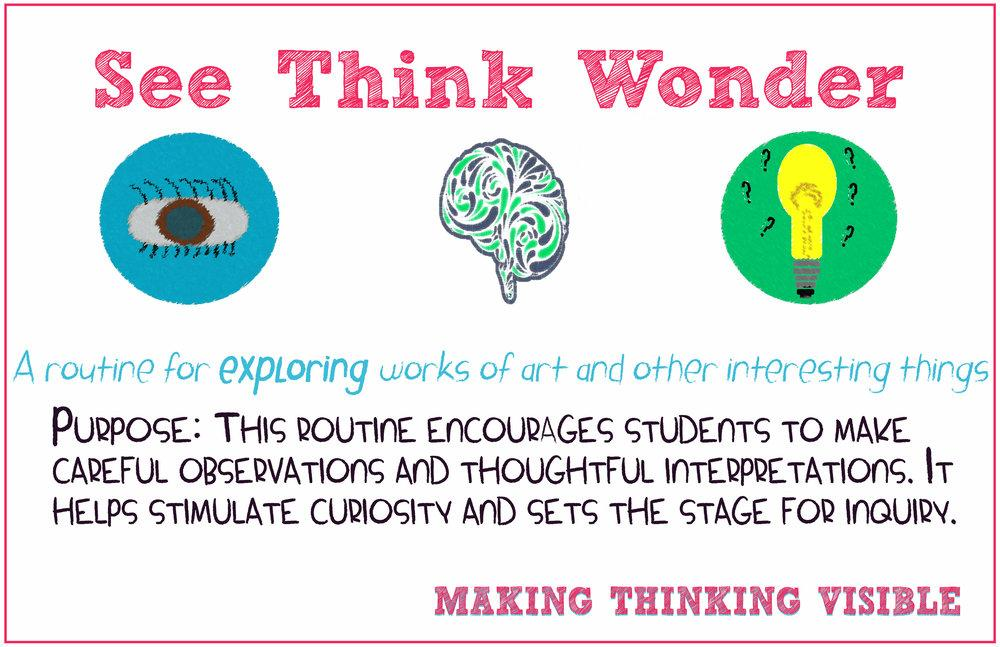 See Think Wonder
? ? ? ? ? ?
A routine for exploring works of art and other interesting things
PURPOSE: THIS ROUTINE ENCOURAGES STUDENTS TO MAKE
CAREFUL OBSERVATIONS AND THOUGHTFUL INTERPRETATIONS. IT
HELPS STIMULATE CURIOSITY AND SETS THE STAGE FOR INQUIRY.
MAKING THINKING VISIBLE